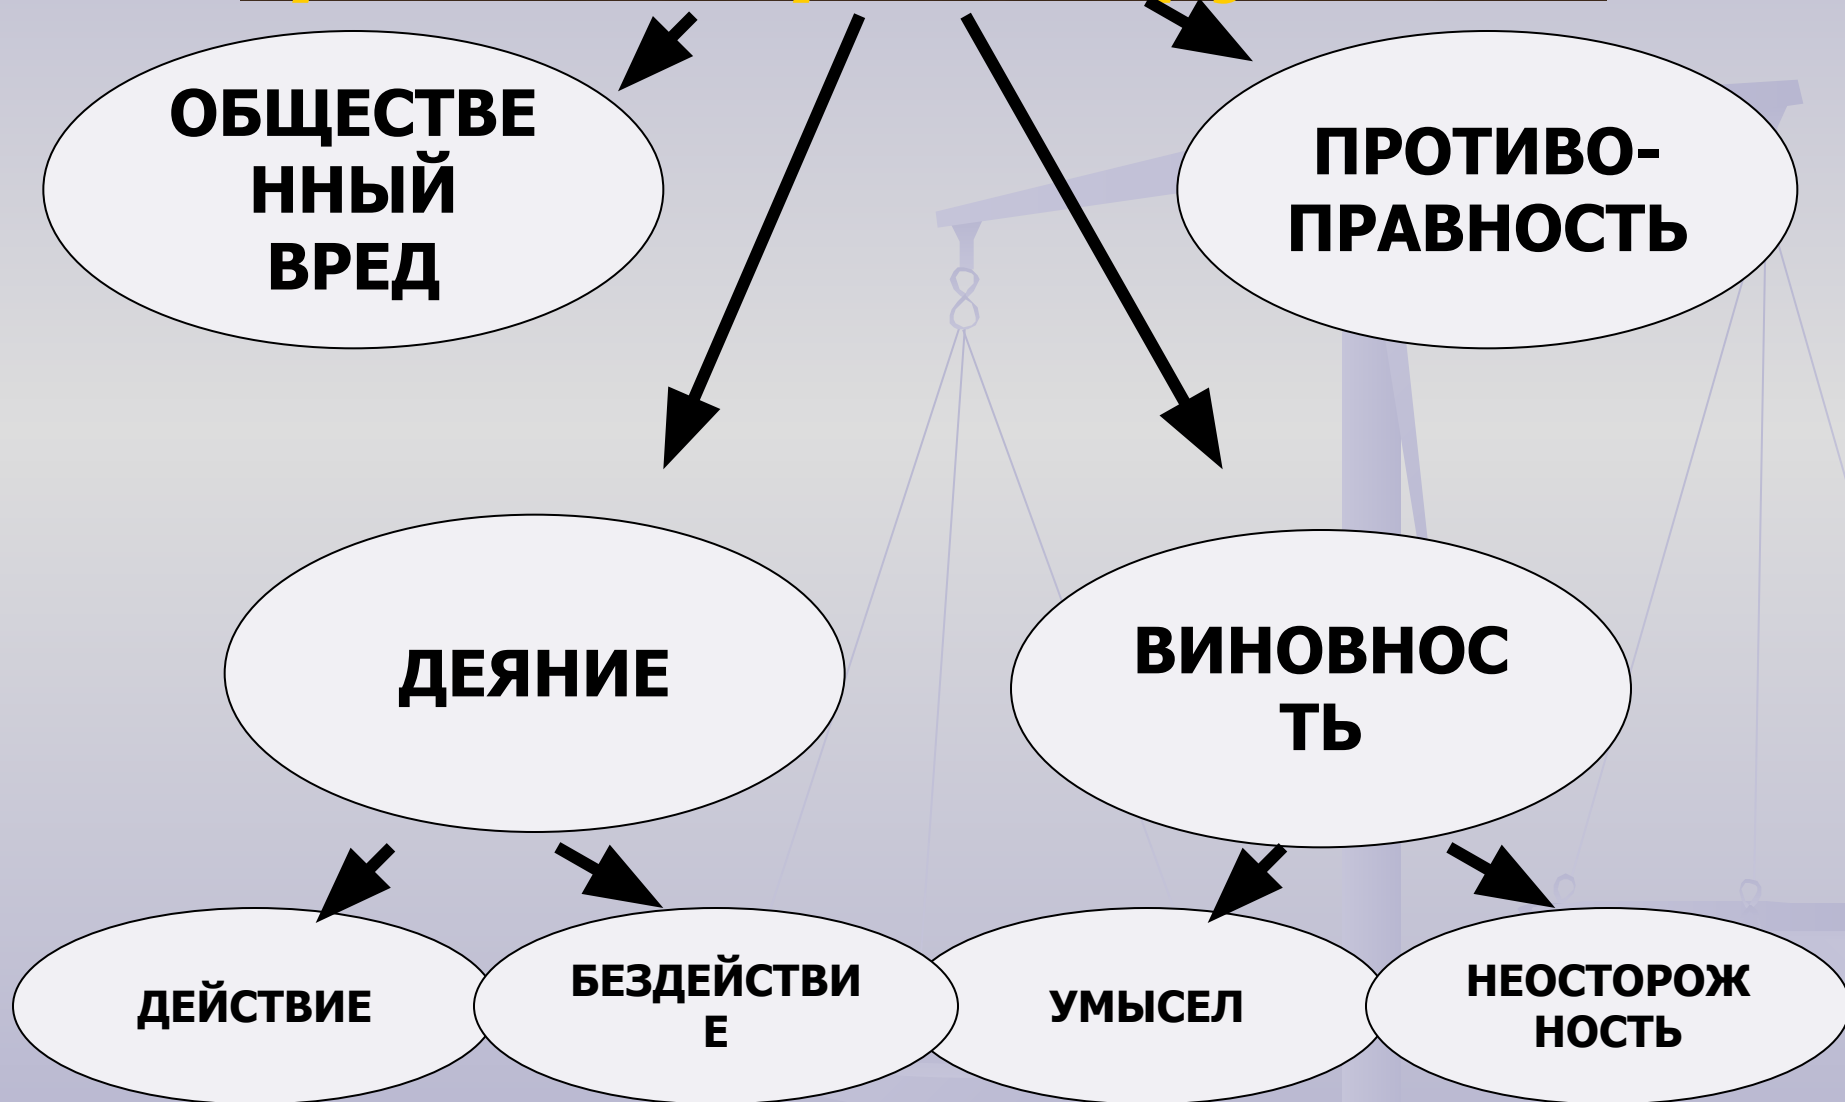 ОБЩЕСТВЕ
ННЫЙ
ВРЕД
ПРОТИВО-
ПРАВНОСТЬ
ДЕЯНИЕ
ВИНОВНОС
ТЬ
ДЕЙСТВИЕ
БЕЗДЕЙСТВИ
Е
УМЫСЕЛ
НЕОСТОРОЖ
НОСТЬ